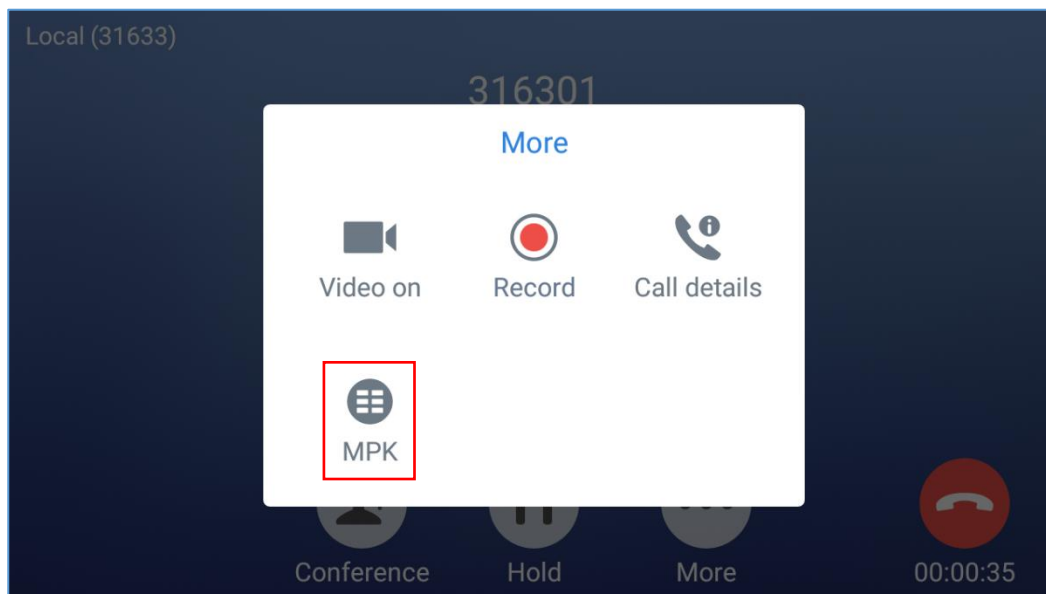 Local (31633)
316301
More
Video on
Record
Call details
MPK
Conference
Hold
More
00:00:35